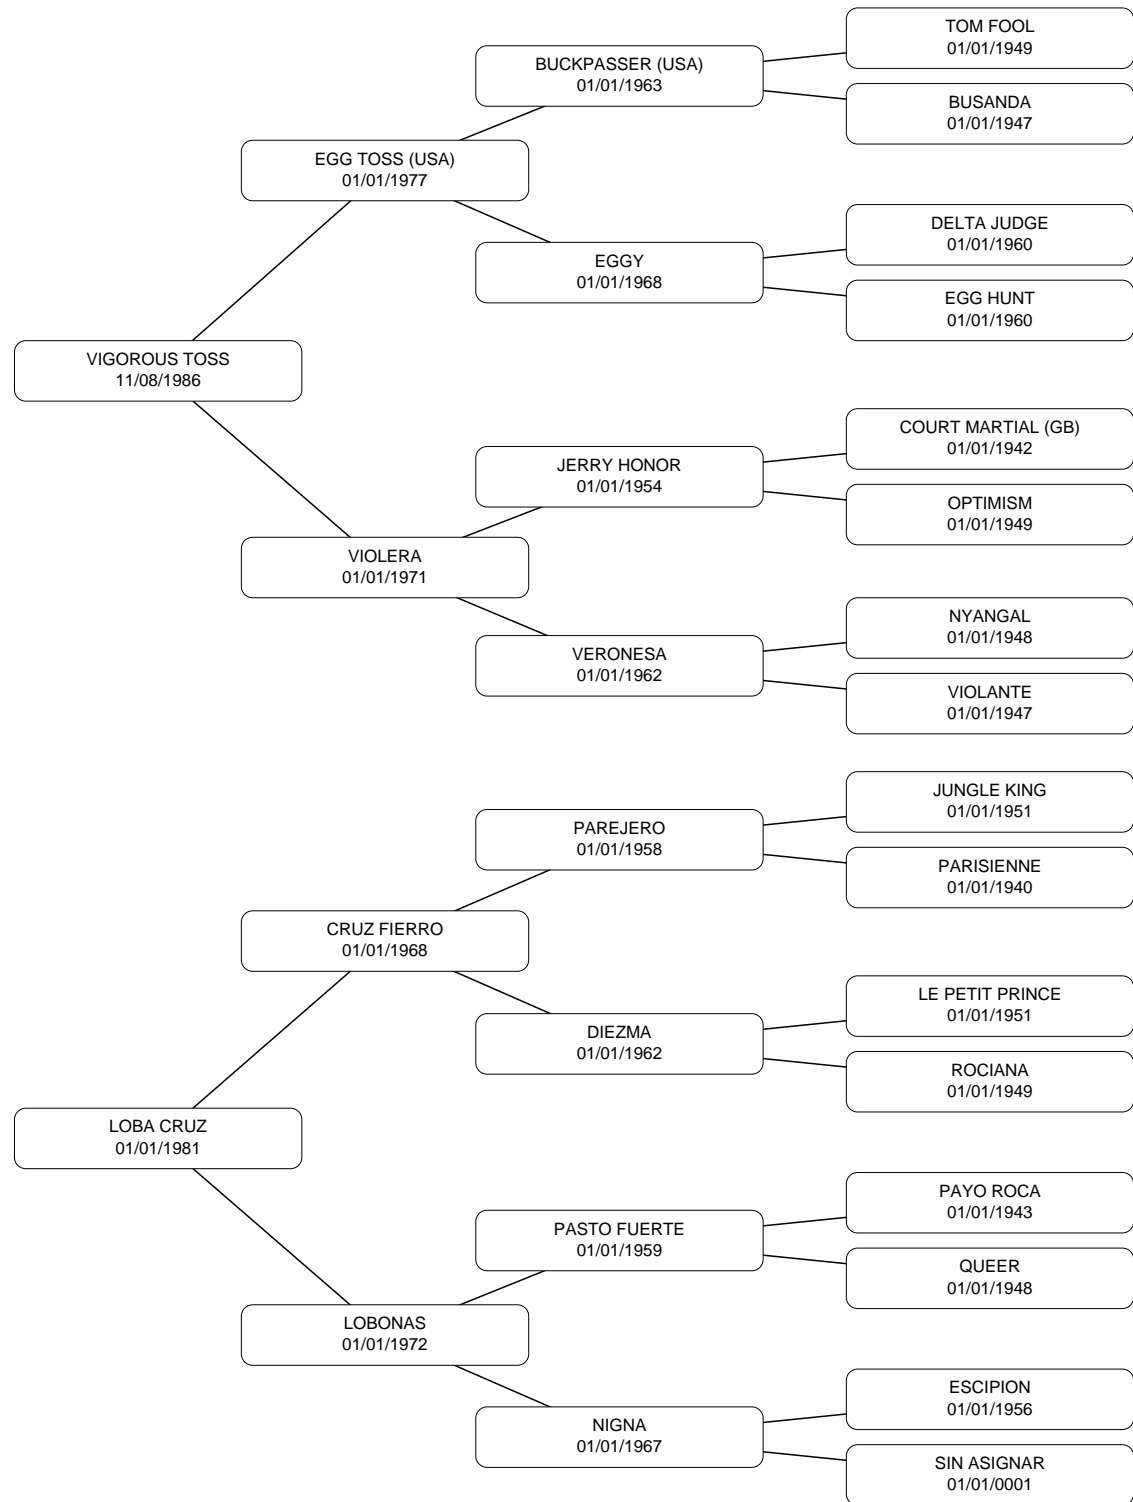 TOM FOOL
01/01/1949
BUCKPASSER (USA)
01/01/1963
BUSANDA
01/01/1947
EGG TOSS (USA)
01/01/1977
DELTA JUDGE
01/01/1960
EGGY
01/01/1968
EGG HUNT
01/01/1960
VIGOROUS TOSS
11/08/1986
COURT MARTIAL (GB)
01/01/1942
JERRY HONOR
01/01/1954
OPTIMISM
01/01/1949
VIOLERA
01/01/1971
NYANGAL
01/01/1948
VERONESA
01/01/1962
VIOLANTE
01/01/1947
JUNGLE KING
01/01/1951
PAREJERO
01/01/1958
PARISIENNE
01/01/1940
CRUZ FIERRO
01/01/1968
LE PETIT PRINCE
01/01/1951
DIEZMA
01/01/1962
ROCIANA
01/01/1949
LOBA CRUZ
01/01/1981
PAYO ROCA
01/01/1943
PASTO FUERTE
01/01/1959
QUEER
01/01/1948
LOBONAS
01/01/1972
ESCIPION
01/01/1956
NIGNA
01/01/1967
SIN ASIGNAR
01/01/0001